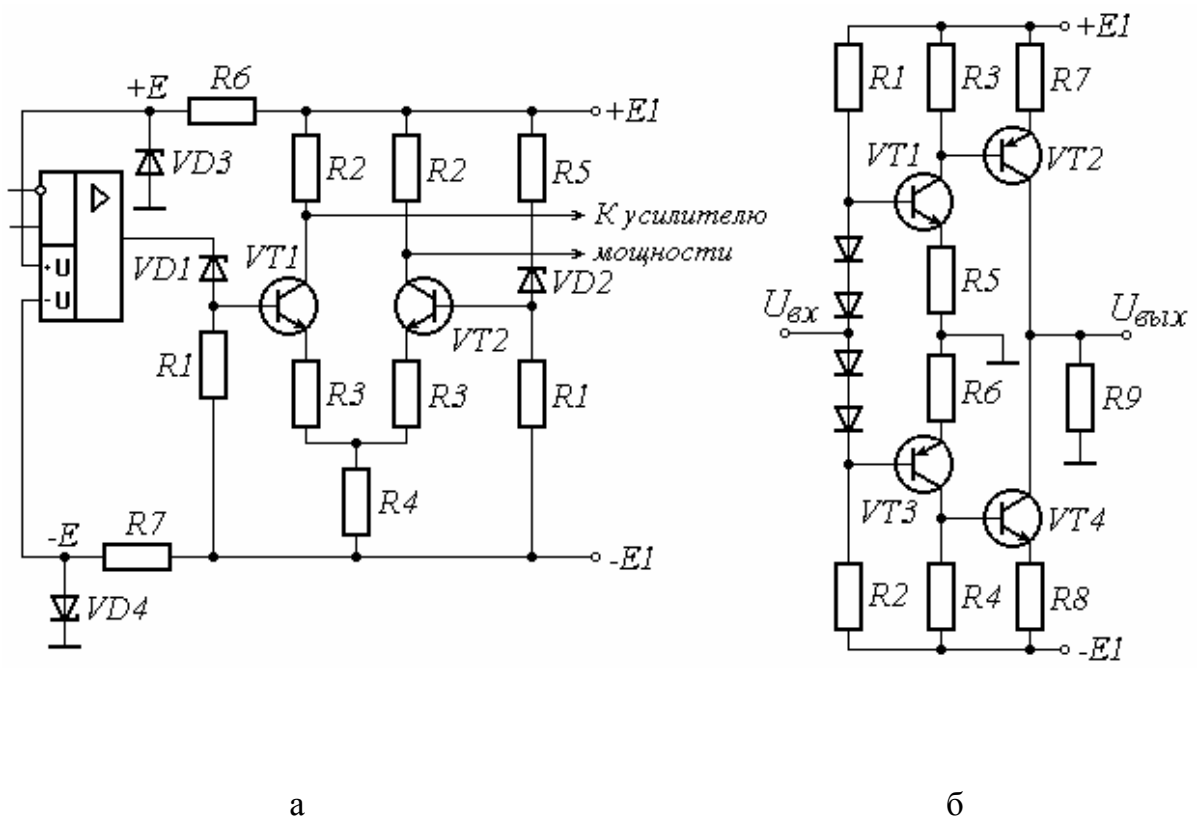 +E
R6
+E1
VD3
R2
R2
R5
К усилителю
мощности
+U
-U
VD1
VT1
VD2
VT2
R1
R3
R3
R1
R4
-E
R7
-E1
VD4
а
+E1
R1
R3
R7
VT1
VT2
R5
Uвх
Uвых
R6
R9
VT3
VT4
R2
R4
R8
-E1
б